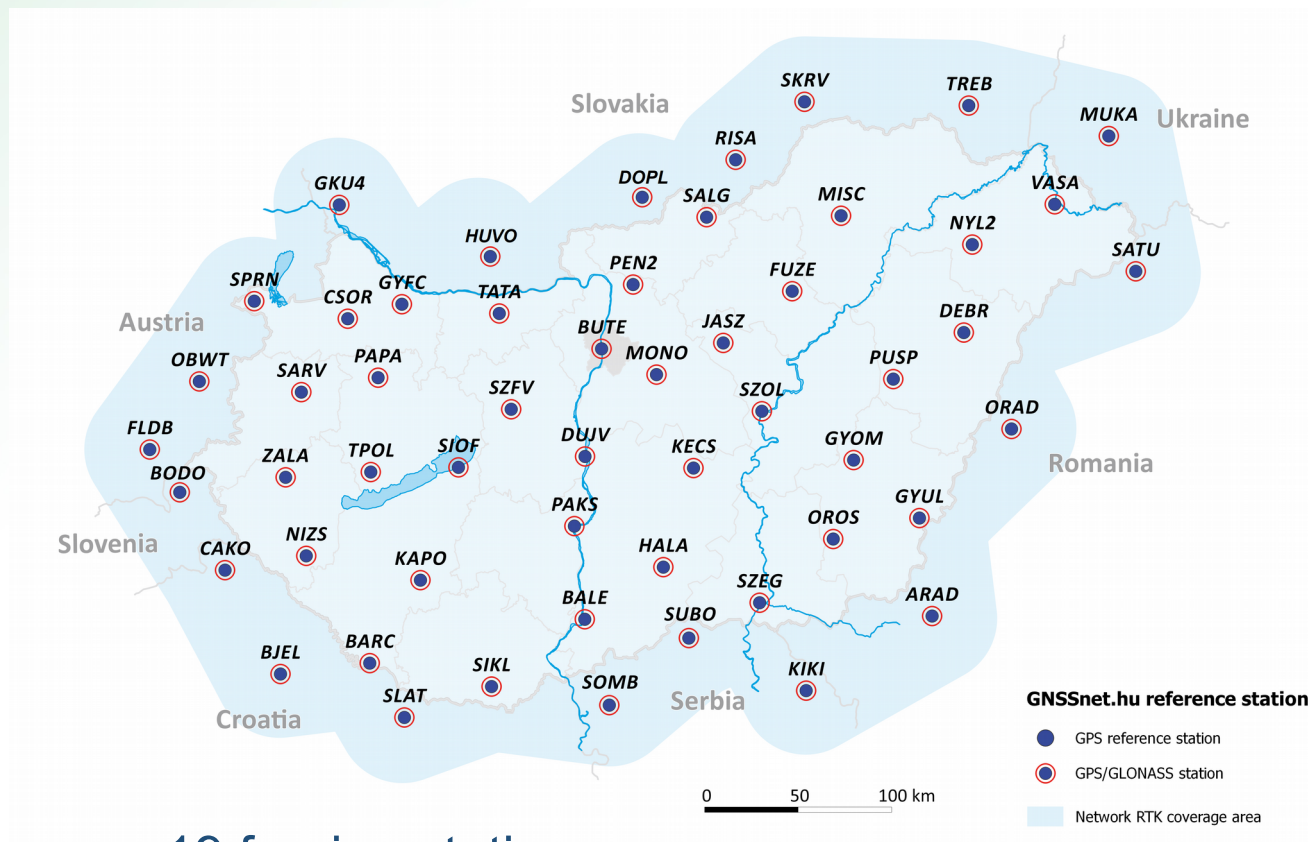 SKRV
TREB
Slovakia
MUKA
Ukraine
RISA
DOPL
GKU4
SALG
MISC
VASA
NYL2
HUVO
SATU
PEN2
FUZE
SPRN
GYFC
CSOR
TATA
DEBR
Austria
BUTE
JASZ
MONO
OBWT
PAPA
PUSP
SARV
SZFV
SZOL
ORAD
FLDB
DUJV
GYOM
ZALA
TPOL
SIOF
KECS
Romania
BODO
GYUL
PAKS
OROS
Slovenia
NIZS
CAKO
KAPO
HALA
SZEG
BALE
ARAD
SUBO
BARC
BJEL
SIKL
KIKI
SOMB
SLAT
Serbia
Croatia
GNSSnet.hu reference station
GPS reference station
GPS/GLONASS station
Network RTK coverage area
0 50 100 km